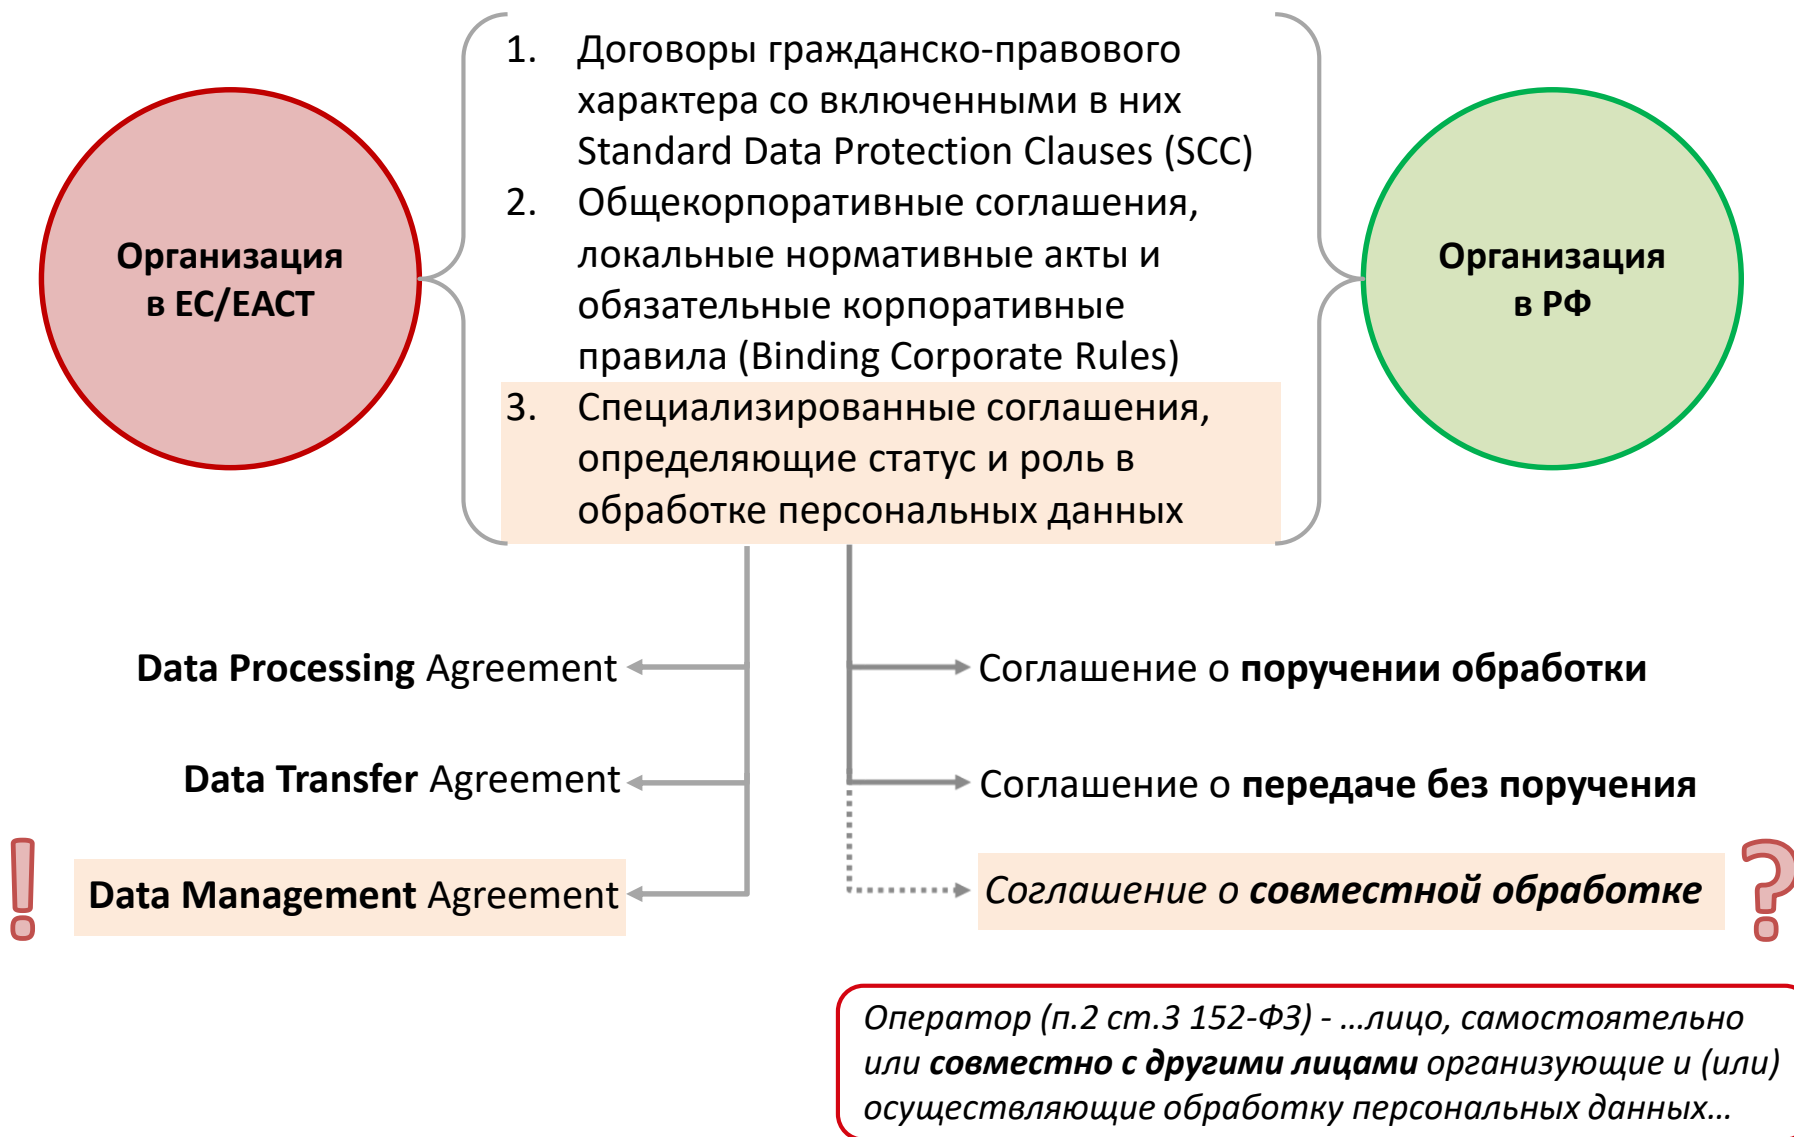 1. Договоры гражданско-правового
характера со включенными в них
Standard Data Protection Clauses (SCC)
2. Общекорпоративные соглашения,
локальные нормативные акты и
обязательные корпоративные
правила (Binding Corporate Rules)
3. Специализированные соглашения,
определяющие статус и роль в
обработке персональных данных
Организация
в ЕС/ЕАСТ
Организация
в РФ
Data Processing Agreement
Соглашение о поручении обработки
Data Transfer Agreement
Соглашение о передаче без поручения
!
Data Management Agreement
Соглашение о совместной обработке
?
Оператор (п.2 ст.3 152-ФЗ) - ...лицо, самостоятельно
или совместно с другими лицами организующие и (или)
осуществляющие обработку персональных данных...